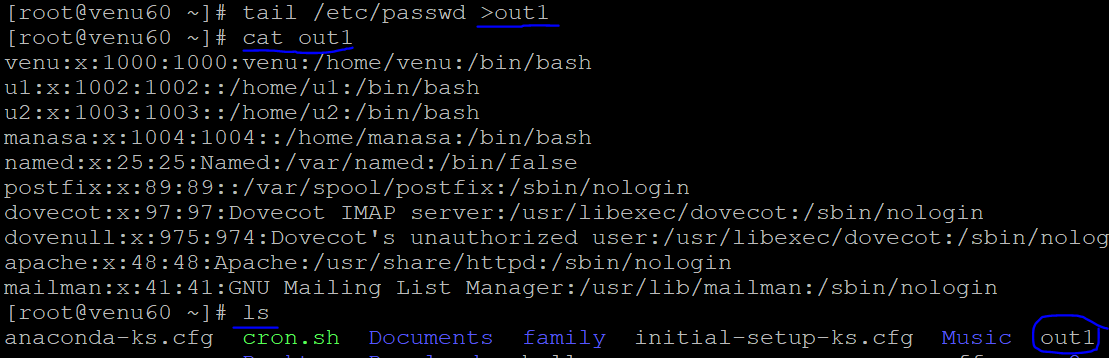 [root@venu60 ~]# tail /etc/passwd >out1
[root@venu60 ~]# cat out1
venu:x:1000:1000:venu:/home/venu:/bin/bash
u1:x:1002:1002::/home/u1:/bin/bash
u2:x:1003:1003::/home/u2:/bin/bash
manasa:x:1004:1004::/home/manasa:/bin/bash
named:x:25:25:Named:/var/named:/bin/false
postfix:x:89:89::/var/spool/postfix:/sbin/nologin
dovecot:x:97:97:Dovecot IMAP server:/usr/libexec/dovecot:/sbin/nologin
dovenull:x:975:974:Dovecot's unauthorized user:/usr/libexec/dovecot:/sbin/nolog
apache:x:48:48:Apache:/usr/share/httpd:/sbin/nologin
mailman:x:41:41:GNU Mailing List Manager:/usr/lib/mailman:/sbin/nologin
[root@venu60 ~]# ls
anaconda-ks.cfg cron.sh Documents family initial-setup-ks.cfg Music out1